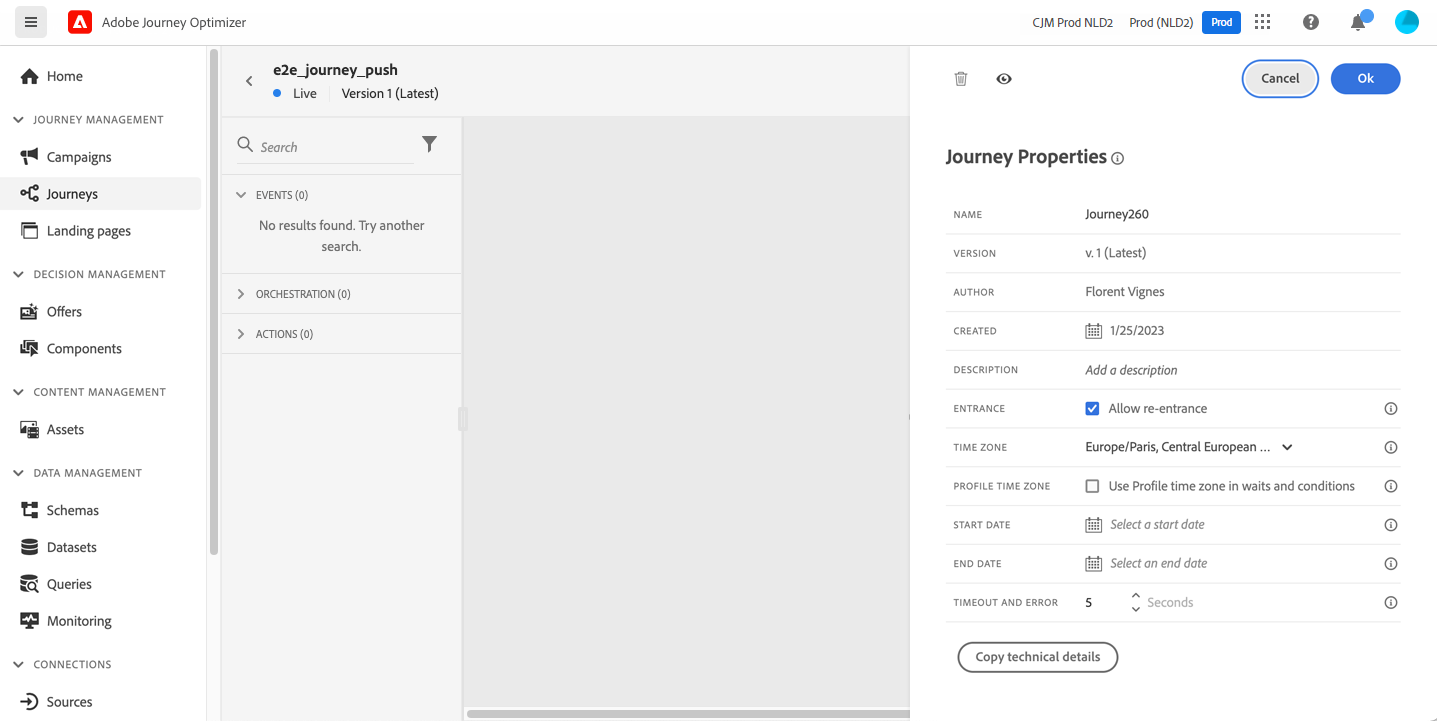 Adobe Journey Optimizer
CJM Prod NLD2
Prod (NLD2)
Prod
Home
JOURNEY MANAGEMENT
Campaigns
Journeys
Landing pages
DECISION MANAGEMENT
Offers
Components
CONTENT MANAGEMENT
Assets
DATA MANAGEMENT
Schemas
Datasets
Queries
Monitoring
CONNECTIONS
Sources
e2e_journey_push
Live
Version 1 (Latest)
Search
EVENTS (0)
No results found. Try another
search.
ORCHESTRATION (0)
ACTIONS (0)
Cancel
Ok
Journey Properties
NAME Journey260
VERSION v. 1 (Latest)
AUTHOR Florent Vignes
CREATED 1/25/2023
DESCRIPTION Add a description
ENTRANCE Allow re-entrance
TIME ZONE Europe/Paris, Central European ...
PROFILE TIME ZONE Use Profile time zone in waits and conditions
START DATE Select a start date
END DATE Select an end date
TIMEOUT AND ERROR 5 Seconds
Copy technical details